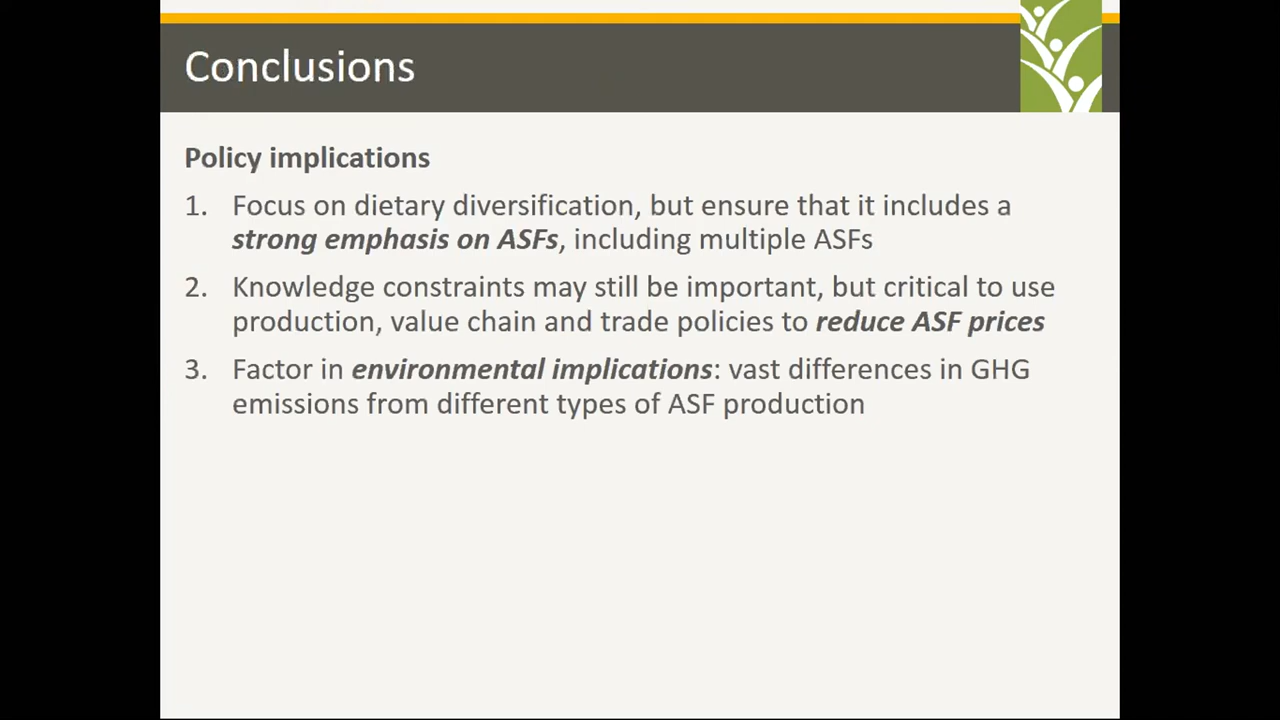 Conclusions
Policy implications
1. Focus on dietary diversification, but ensure that it includes a
strong emphasis on ASFs, including multiple ASFs
2. Knowledge constraints may still be important, but critical to use
production, value chain and trade policies to reduce ASF prices
3. Factor in environmental implications: vast differences in GHG
emissions from different types of ASF production